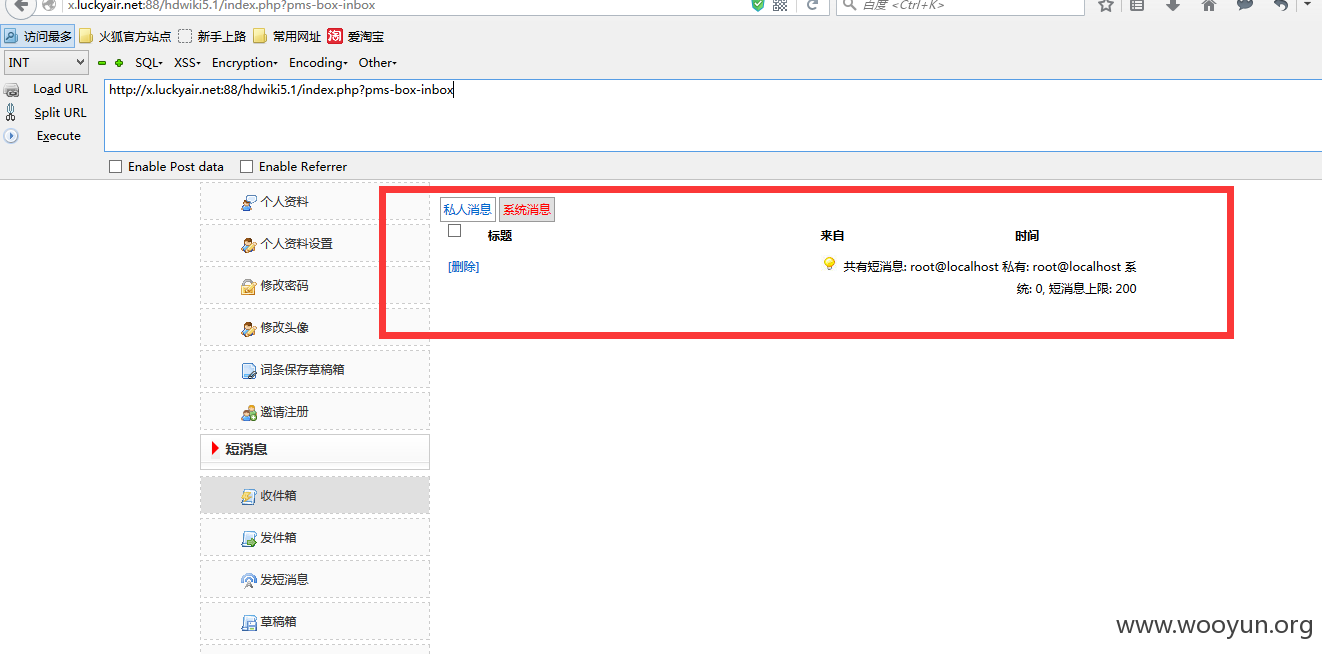 x.luckyair.net:88/hdwiki5.1/index.php?pms-box-inbox
百度 <Ctrl+K>
访问最多 火狐官方站点 新手上路 常用网址 淘 爱淘宝
INT SQL XSS Encryption Encoding Other
Load URL http://x.luckyair.net:88/hdwiki5.1/index.php?pms-box-inbox
Split URL
Execute
Enable Post data Enable Referrer
个人资料
个人资料设置
修改密码
修改头像
词条保存草稿箱
邀请注册
短消息
收件箱
发件箱
发短消息
草稿箱
私人消息 系统消息
标题 来自 时间
[删除] 共有短消息: root@localhost 私有: root@localhost 系
统: 0, 短消息上限: 200
www.wooyun.org